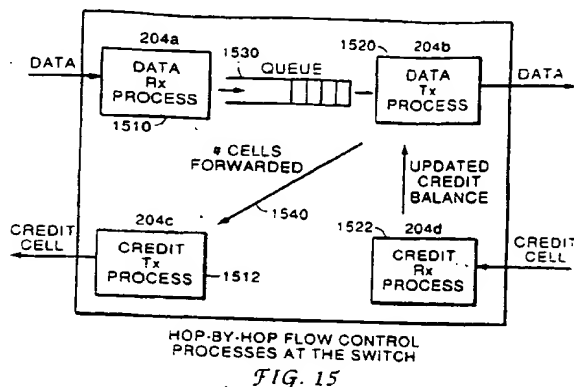 204a
1530
1520
204b
DATA
DATA
Rx
PROCESS
QUEUE
DATA
Tx
PROCESS
DATA
1510
# CELLS
FORWARDED
UPDATED
CREDIT
BALANCE
1540
CREDIT
CELL
204c
CREDIT
Tx
PROCESS
1512
1522
204d
CREDIT
Rx
PROCESS
CREDIT
CELL
HOP-BY-HOP FLOW CONTROL
PROCESSES AT THE SWITCH
FIG. 15